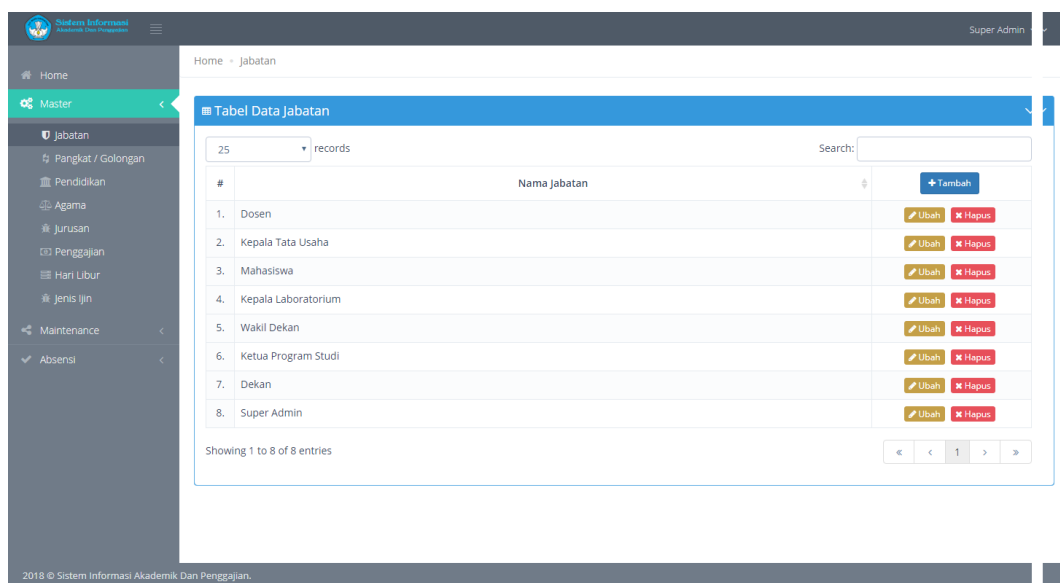 Sistem Informasi
Akademik Dan Penggajian
Super Admin
Home
Jabatan
Home
Master
Jabatan
Pangkat / Golongan
Pendidikan
Agama
Jurusan
Penggajian
Hari Libur
Jenis Ijin
Maintenance
Absensi
Tabel Data Jabatan
25 records
Search:
# Nama Jabatan + Tambah
1. Dosen Ubah Hapus
2. Kepala Tata Usaha Ubah Hapus
3. Mahasiswa Ubah Hapus
4. Kepala Laboratorium Ubah Hapus
5. Wakil Dekan Ubah Hapus
6. Ketua Program Studi Ubah Hapus
7. Dekan Ubah Hapus
8. Super Admin Ubah Hapus
Showing 1 to 8 of 8 entries
« < 1 > »
2018 © Sistem Informasi Akademik Dan Penggajian.